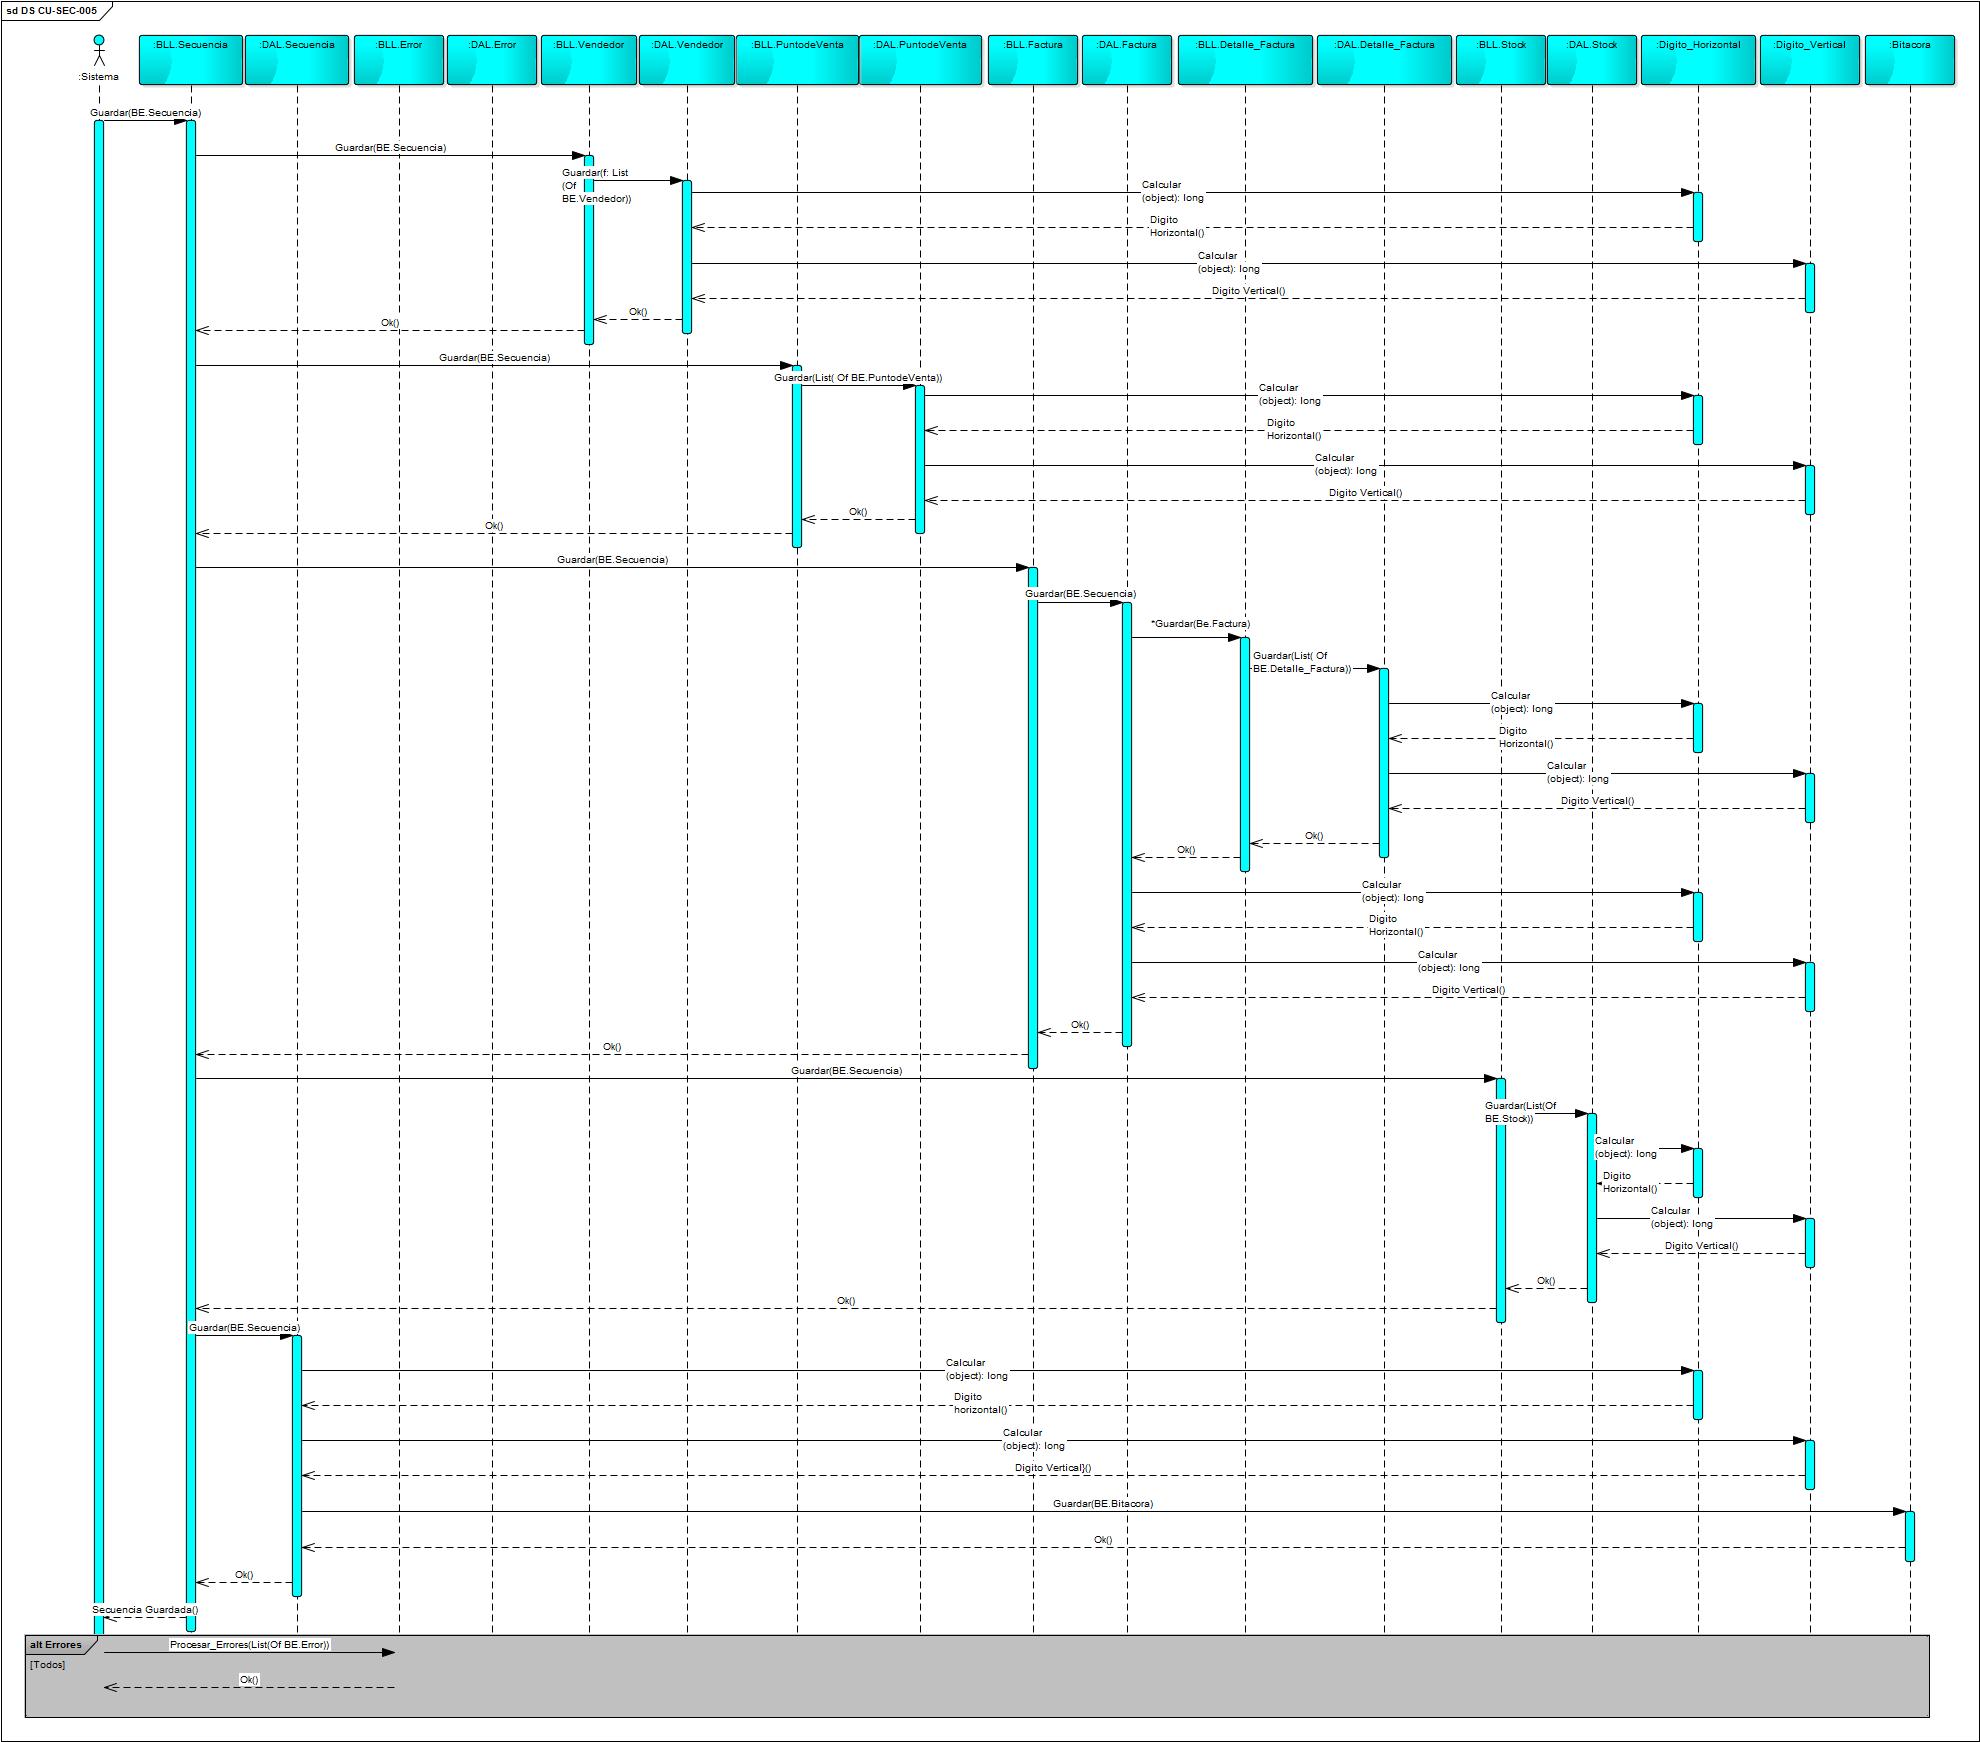 sd DS CU-SEC-005
:Sistema
:BLL.Secuencia
:DAL.Secuencia
:BLL.Error
:DAL.Error
:BLL.Vendedor
:DAL.Vendedor
:BLL.PuntodeVenta
:DAL.PuntodeVenta
:BLL.Factura
:DAL.Factura
:BLL.Detalle_Factura
:DAL.Detalle_Factura
:BLL.Stock
:DAL.Stock
:Digito_Horizontal
:Digito_Vertical
:Bitacora
Guardar(BE.Secuencia)
Guardar(BE.Secuencia)
Guardar(f: List
(Of
BE.Vendedor))
Calcular
(object): long
Digito
Horizontal()
Calcular
(object): long
Digito Vertical()
Ok()
Ok()
Guardar(BE.Secuencia)
Guardar(List( Of BE.PuntodeVenta))
Calcular
(object): long
Digito
Horizontal()
Calcular
(object): long
Digito Vertical()
Ok()
Ok()
Guardar(BE.Secuencia)
Guardar(BE.Secuencia)
*Guardar(Be.Factura)
Guardar(List( Of
BE.Detalle_Factura))
Calcular
(object): long
Digito
Horizontal()
Calcular
(object): long
Digito Vertical()
Ok()
Ok()
Calcular
(object): long
Digito
Horizontal()
Calcular
(object): long
Digito Vertical()
Ok()
Ok()
Guardar(BE.Secuencia)
Guardar(List(Of
BE.Stock))
Calcular
(object): long
Digito
Horizontal()
Calcular
(object): long
Digito Vertical()
Ok()
Ok()
Guardar(BE.Secuencia)
Calcular
(object): long
Digito
horizontal()
Calcular
(object): long
Digito Vertical}()
Guardar(BE.Bitacora)
Ok()
Ok()
Secuencia Guardada()
alt Errores
Procesar_Errores(List(Of BE.Error))
[Todos]
Ok()